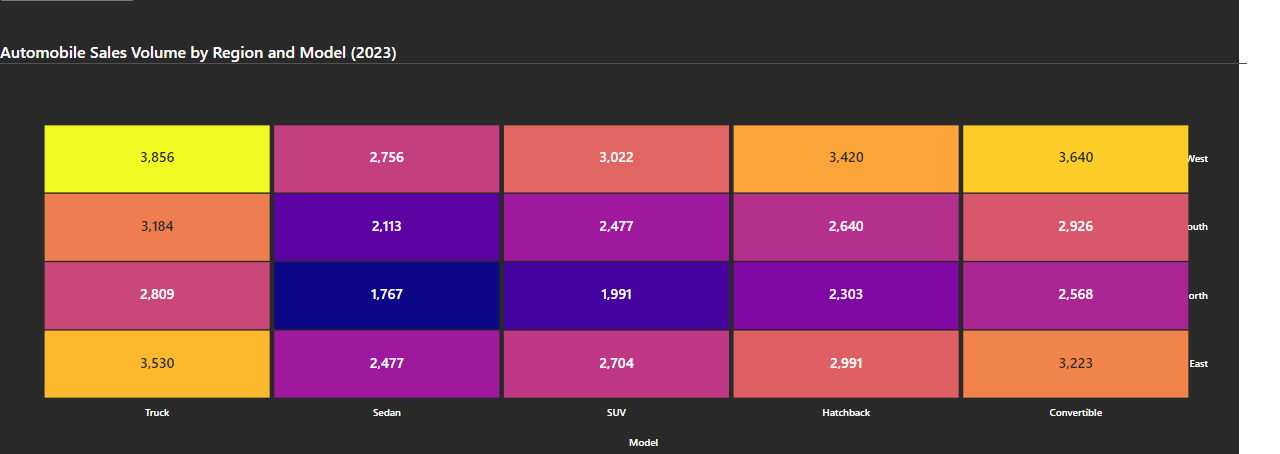 Automobile Sales Volume by Region and Model (2023)
3,856 2,756 3,022 3,420 3,640 West
3,184 2,113 2,477 2,640 2,926 outh
2,809 1,767 1,991 2,303 2,568 orth
3,530 2,477 2,704 2,991 3,223 East
Truck Sedan SUV Hatchback Convertible
Model